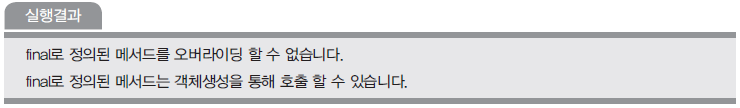 실행결과
final로 정의된 메서드를 오버라이딩 할 수 없습니다.
final로 정의된 메서드는 객체생성을 통해 호출 할 수 있습니다.